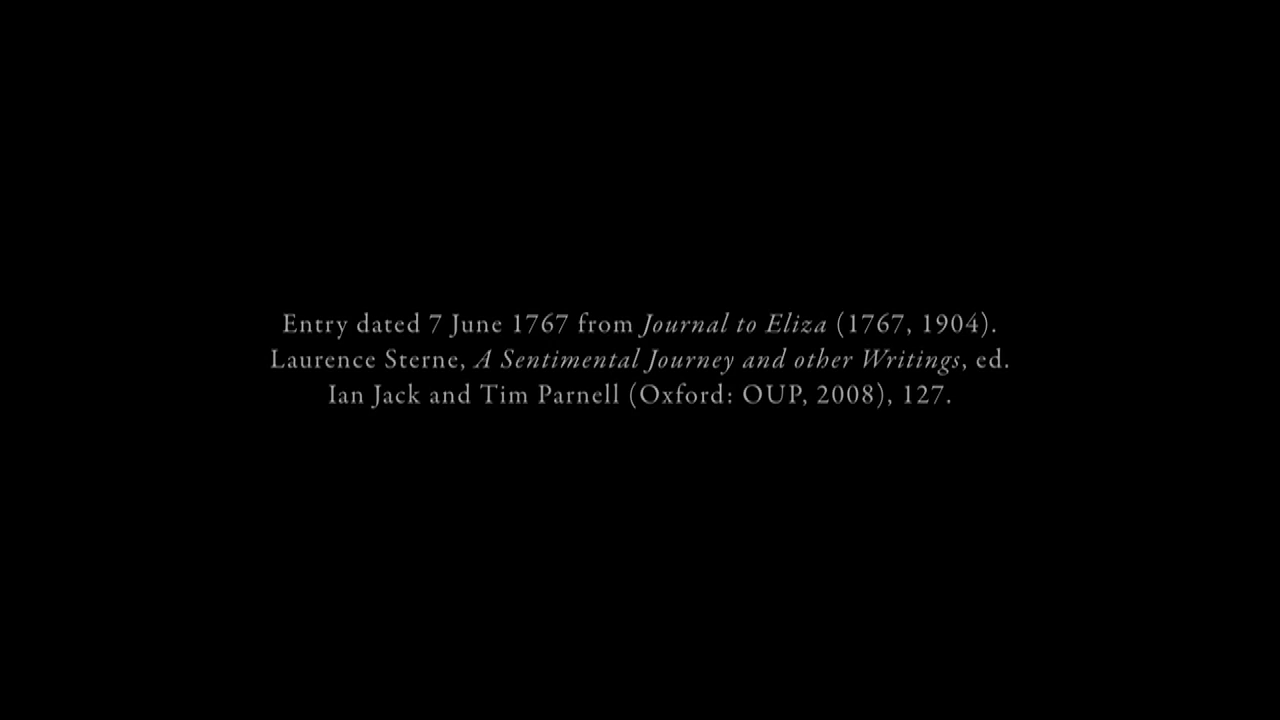 Entry dated 7 June 1767 from Journal to Eliza (1767, 1904).
Laurence Sterne, A Sentimental Journey and other Writings, ed.
Ian Jack and Tim Parnell (Oxford: OUP, 2008), 127.